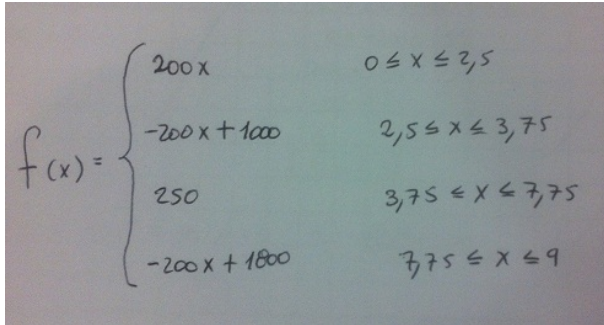 200x 0 ≤ x ≤ 2,5
-200x + 1000 2,5 ≤ x ≤ 3,75
f(x) =
250 3,75 ≤ x ≤ 7,75
-200x + 1800 7,75 ≤ x ≤ 9